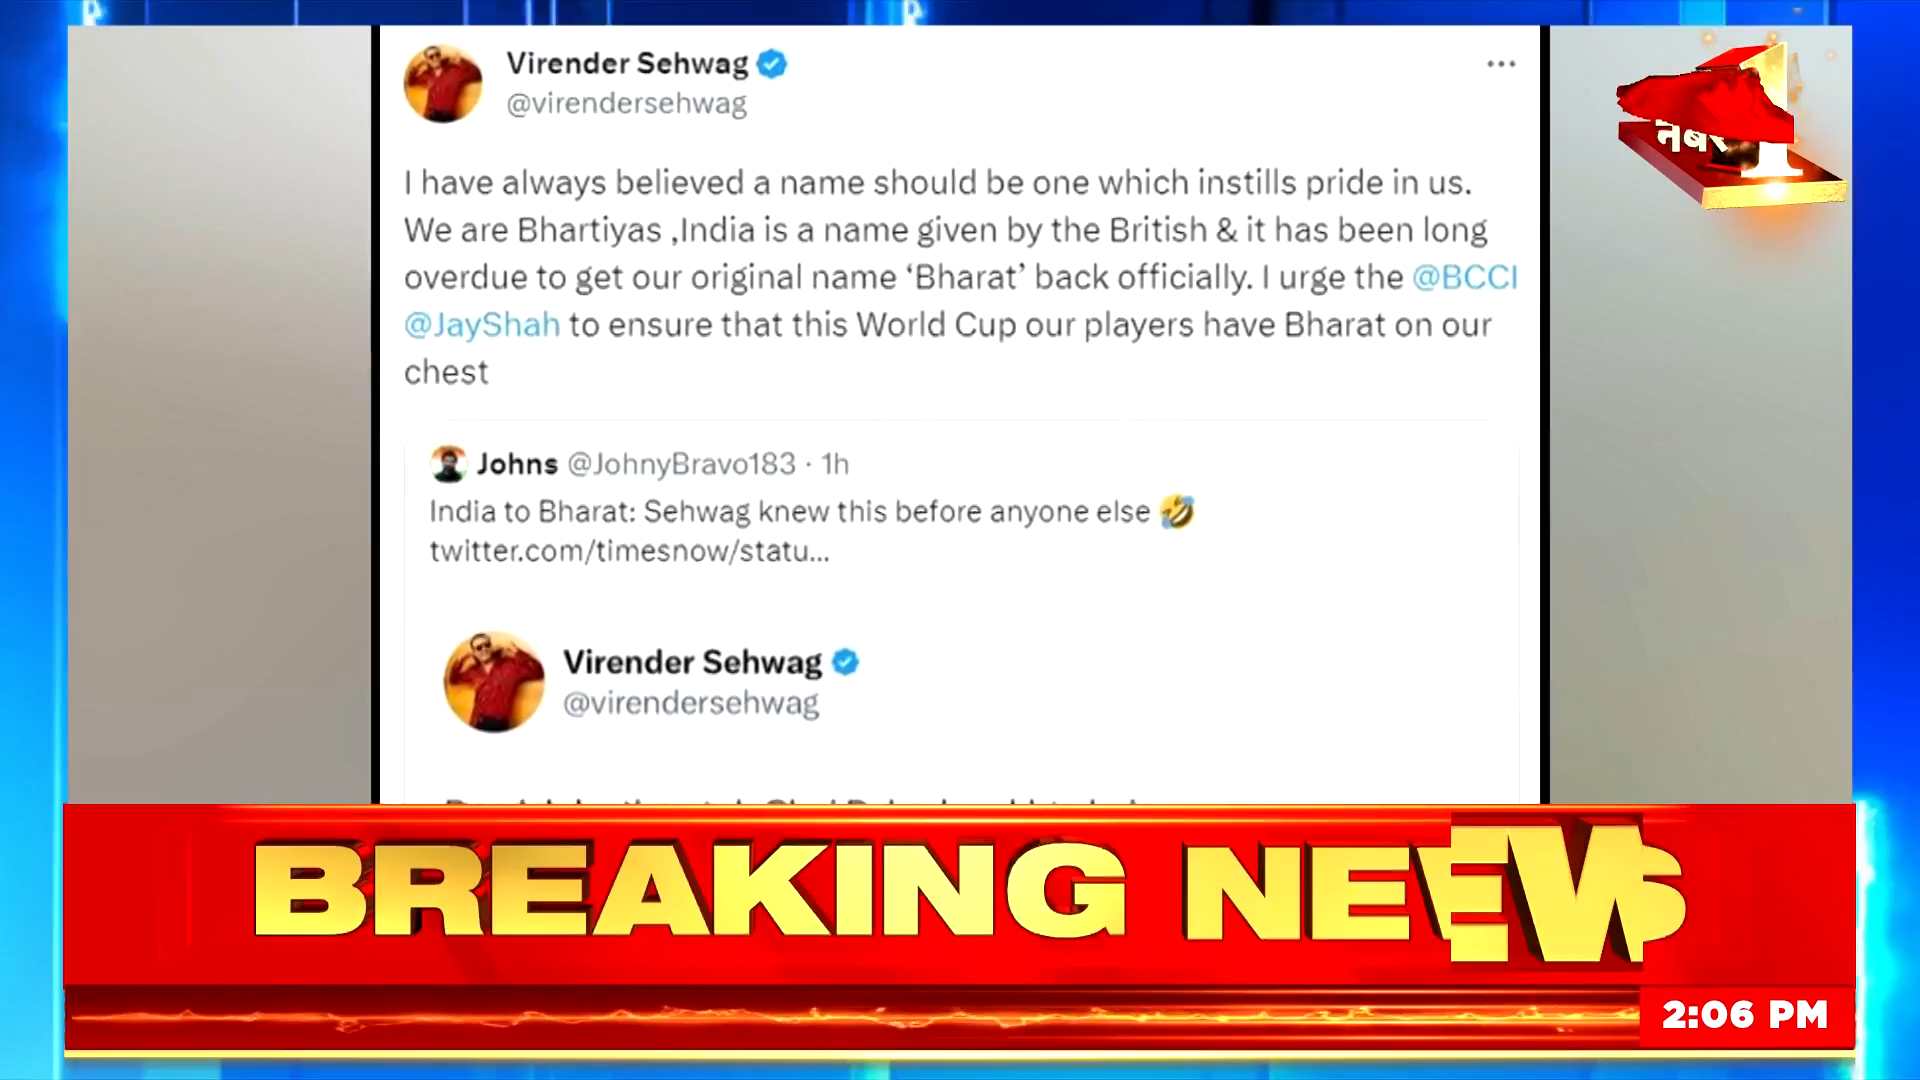 Virender Sehwag
@virendersehwag
I have always believed a name should be one which instills pride in us.
We are Bhartiyas ,India is a name given by the British & it has been long
overdue to get our original name ‘Bharat’ back officially. I urge the @BCCI
@JayShah to ensure that this World Cup our players have Bharat on our
chest
Johns @JohnyBravo183 · 1h
India to Bharat: Sehwag knew this before anyone else 🤣
twitter.com/timesnow/statu...
Virender Sehwag
@virendersehwag
BREAKING NEWS
2:06 PM